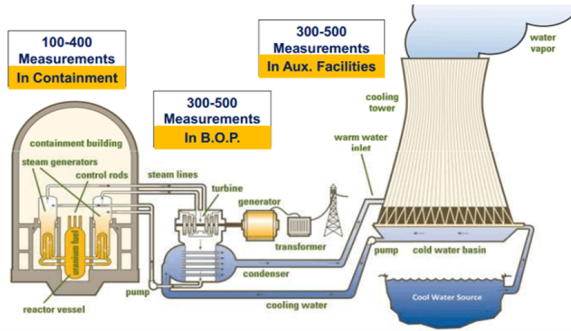 100-400
Measurements
In Containment
300-500
Measurements
In B.O.P.
300-500
Measurements
In Aux. Facilities
water
vapor
cooling
tower
warm water
inlet
containment building
steam generators
control rods
steam lines
turbine
generator
transformer
condenser
pump
cold water basin
uranium fuel
reactor vessel
pump
cooling water
Cool Water Source